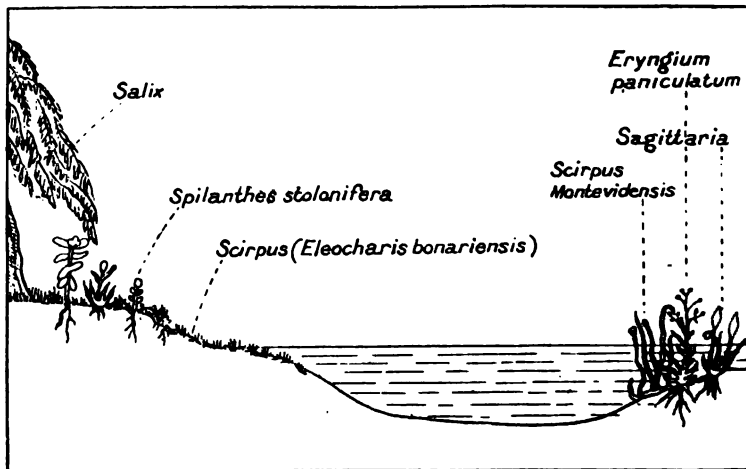 Salix
Spilanthes stolonifera
Scirpus (Eleocharis bonariensis)
Eryngium
paniculatum
Sagittaria
Scirpus
Montevidensis